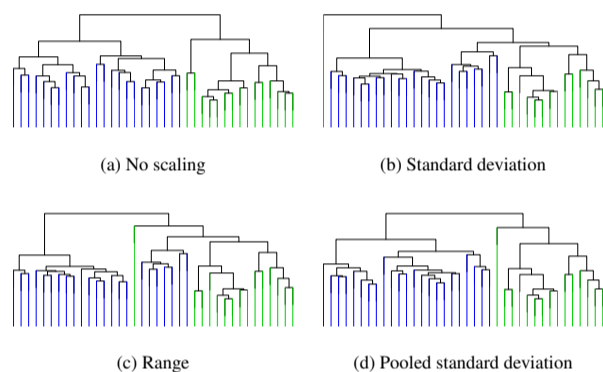 (a) No scaling
(b) Standard deviation
(c) Range
(d) Pooled standard deviation